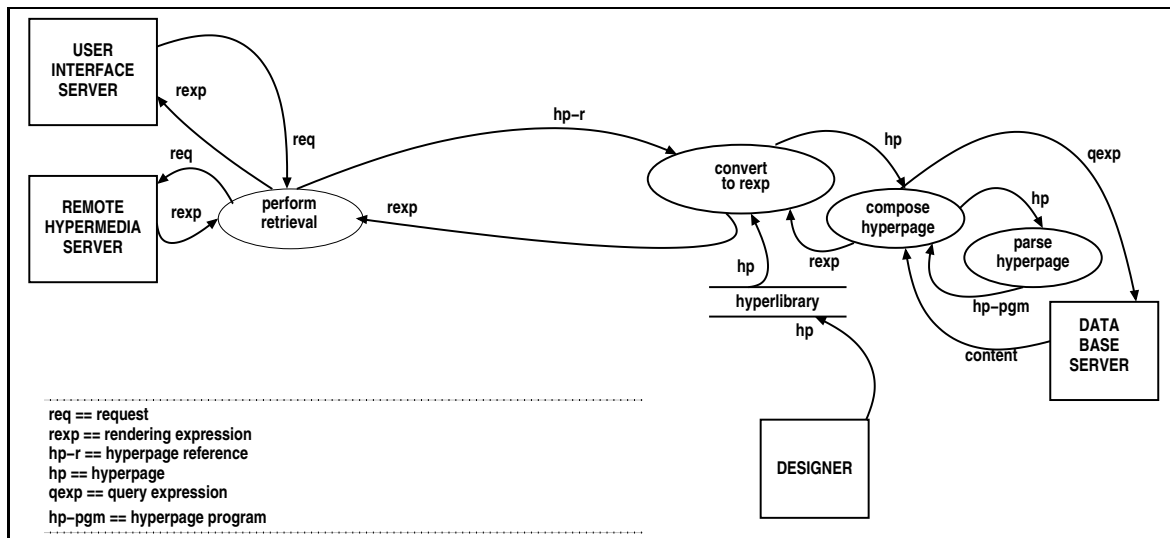 USER
INTERFACE
SERVER
rexp
req
hp-r
req
REMOTE
HYPERMEDIA
SERVER
rexp
perform
retrieval
rexp
convert
to rexp
hp
qexp
compose
hyperpage
hp
parse
hyperpage
rexp
hp
hp-pgm
hyperlibrary
hp
content
DATA
BASE
SERVER
DESIGNER
req == request
rexp == rendering expression
hp-r == hyperpage reference
hp == hyperpage
qexp == query expression
hp-pgm == hyperpage program